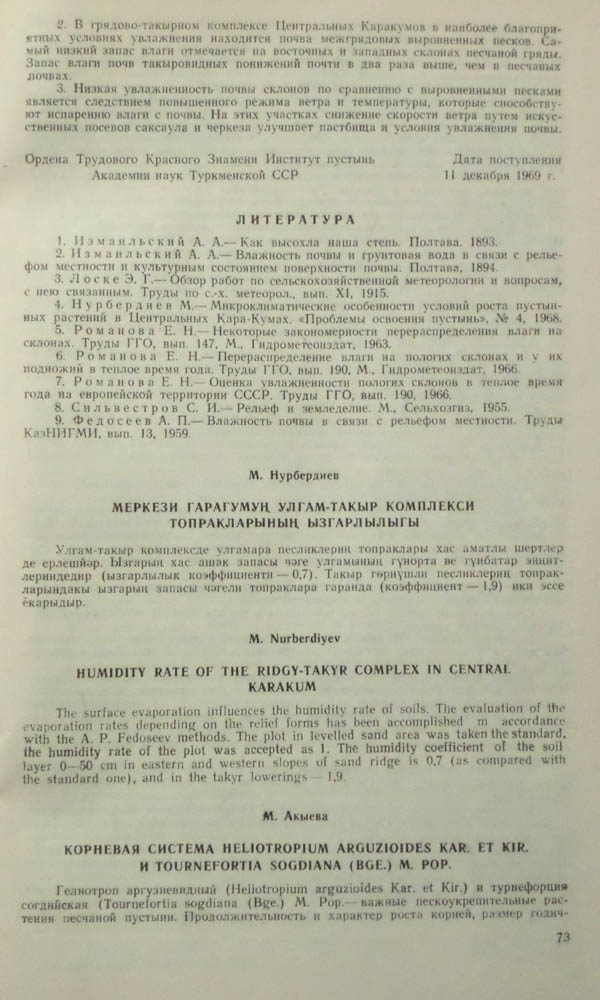 2. В грядово-такырном комплексе Центральных Каракумов в наиболее благопри-
ятных условиях увлажнения находится почва межгрядовых выровненных песков. Са-
мый низкий запас влаги отмечается на восточных и западных склонах песчаной гряды.
Запас влаги почв такыровидных понижений почти в два раза выше, чем в песчаных
почвах.
3. Низкая увлажненность почвы склонов по сравнению с выровненными песками
является следствием повышенного режима ветра и температуры, которые способству-
ют испарению влаги с почвы. На этих участках снижение скорости ветра путем искус-
ственных посевов саксаула и черкеза улучшает пастбища и условия увлажнения почвы.
Ордена Трудового Красного Знамени Институт пустынь
Академии наук Туркменской ССР
Дата поступления
11 декабря 1969 г.
ЛИТЕРАТУРА
1. Измаильский А. А.— Как высохла наша степь. Полтава. 1893.
2. Измаильский А. А.— Влажность почвы и грунтовая вода в связи с релье-
фом местности и культурным состоянием поверхности почвы. Полтава, 1894.
3. Лоске Э. Г.— Обзор работ по сельскохозяйственной метеорологии и вопросам,
с нею связанным. Труды по с.-х. метеорол., вып. XI, 1915.
4. Нурбердиев М.— Микроклиматические особенности условий роста пустын-
ных растений в Центральных Кара-Кумах. «Проблемы освоения пустынь», № 4, 1968.
5. Романова Е. Н.— Некоторые закономерности перераспределения влаги на
склонах. Труды ГГО, вып. 147, М., Гидрометеоиздат, 1963.
6. Романова Е. Н.— Перераспределение влаги на пологих склонах и у их
подножий в теплое время года. Труды ГГО, вып. 190, М., Гидрометеоиздат, 1966.
7. Романова Е. Н.— Оценка увлажненности пологих склонов в теплое время
года на европейской территории СССР. Труды ГГО, вып. 190, 1966.
8. Сильвестров С. И.— Рельеф и земледелие. М., Сельхозгиз, 1955.
9. Федосеев А. П.— Влажность почвы в связи с рельефом местности. Труды
КазНИГМИ, вып. 13, 1959.
М. Нурбердиев
МЕРКЕЗИ ГАРАГУМУҢ УЛГАМ-ТАКЫР КОМПЛЕКСИ
ТОПРАКЛАРЫНЫҢ ЫЗГАРЛЫЛЫГЫ
Улгам-такыр комплексде улгамара песликлериң топраклары хас аматлы шертлер
де ерлешйәр. Ызгарың хас ашак запасы чәге улгамының гүнорта ве гүнбатар эңңит-
лериндедир (ызгарлылык коэффициенти — 0,7). Такыр гөрнүшли песликлериң топрак-
ларындакы ызгарың запасы чәгели топраклара гаранда (коэффициент — 1,9) ики эссе
ёкарыдыр.
M. Nurberdiyev
HUMIDITY RATE OF THE RIDGY-TAKYR COMPLEX IN CENTRAL
KARAKUM
The surface evaporation influences the humidity rate of soils. The evaluation of the
evaporation rates depending on the relief forms has been accomplished m accordance
with the A. P. Fedoseev methods. The plot in levelled sand area was taken the standard,
the humidity rate of the plot was accepted as 1. The humidity coefficient of the soil
layer 0—50 cm in eastern and western slopes of sand ridge is 0,7 (as compared with
the standard one), and in the takyr lowerings — 1,9.
М. Акыева
КОРНЕВАЯ СИСТЕМА HELIOTROPIUM ARGUZIOIDES KAR. ET KIR.
И TOURNEFORTIA SOGDIANA (BGE.) M. POP.
Гелиотроп аргузиевидный (Heliotropium arguzioides Kar. et Kir.) и турнефорция
согдийская (Tournefortia sogdiana (Bge.) M. Pop.— важные пескоукрепительные рас-
тения песчаной пустыни. Продолжительность и характер роста корней, размер годич-
73